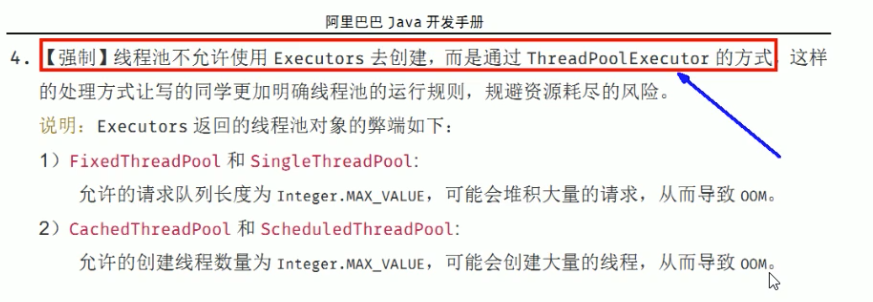 阿里巴巴 Java 开发手册
4. 【强制】线程池不允许使用 Executors 去创建，而是通过 ThreadPoolExecutor 的方式，这样
的处理方式让写的同学更加明确线程池的运行规则，规避资源耗尽的风险。
说明：Executors 返回的线程池对象的弊端如下：
1）FixedThreadPool 和 SingleThreadPool:
允许的请求队列长度为 Integer.MAX_VALUE，可能会堆积大量的请求，从而导致 OOM。
2）CachedThreadPool 和 ScheduledThreadPool:
允许的创建线程数量为 Integer.MAX_VALUE，可能会创建大量的线程，从而导致 OOM。